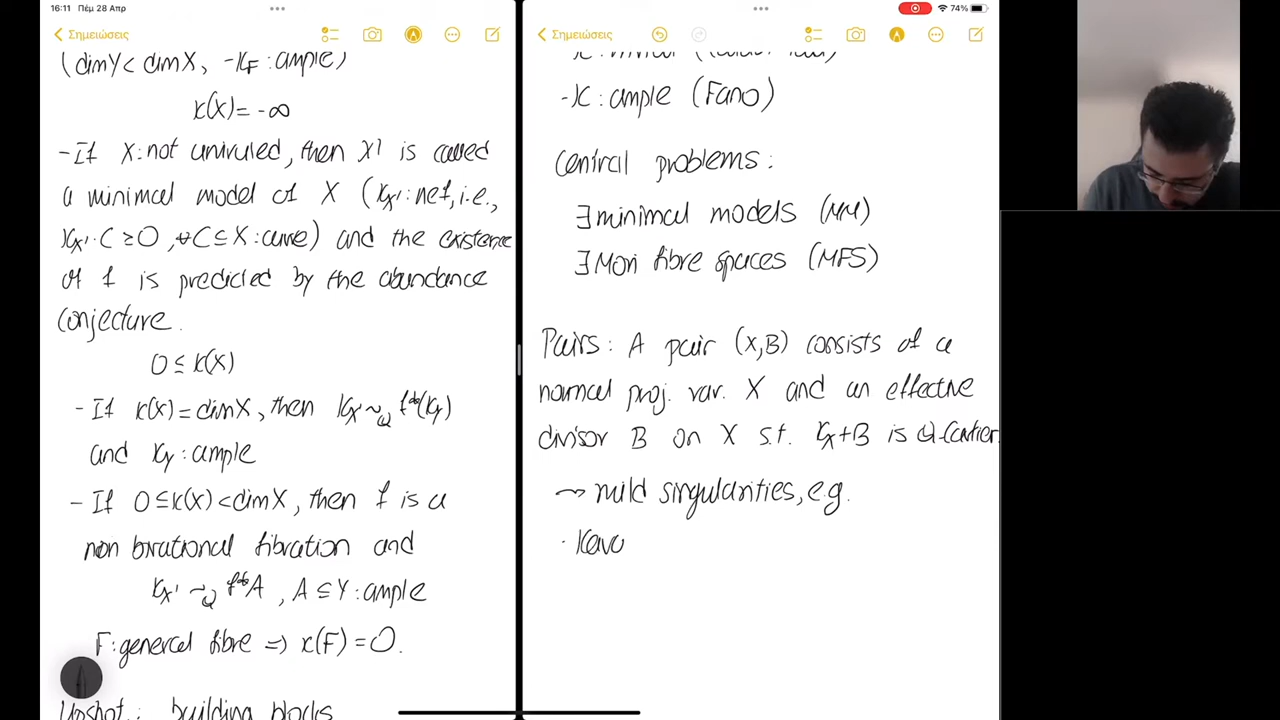 16:11 Πέμ 28 Απρ
74%
Σημειώσεις
(dimY < dimX, -K_F : ample)
κ(X) = -∞
- If X: not uniruled, then X' is called
a minimal model of X (K_X' : nef, i.e.,
K_X' · C ≥ 0, ∀ C ⊆ X : curve) and the existence
of f is predicted by the abundance
conjecture.
0 ≤ κ(X)
- If κ(X) = dimX, then K_X' ~_Q f*(K_Y)
and K_Y : ample
- If 0 ≤ κ(X) < dimX, then f is a
non birational fibration and
K_X' ~_Q f*A, A ⊆ Y : ample
F: general fibre ⇒ κ(F) = 0.
Upshot: building blocks
Σημειώσεις
-K : ample (Fano)
Central problems:
∃ minimal models (MM)
∃ Mori fibre spaces (MFS)
Pairs: A pair (X,B) consists of a
normal proj. var. X and an effective
divisor B on X s.t. K_X+B is Q-Cartier.
⇝ mild singularities, e.g.
· Kawa